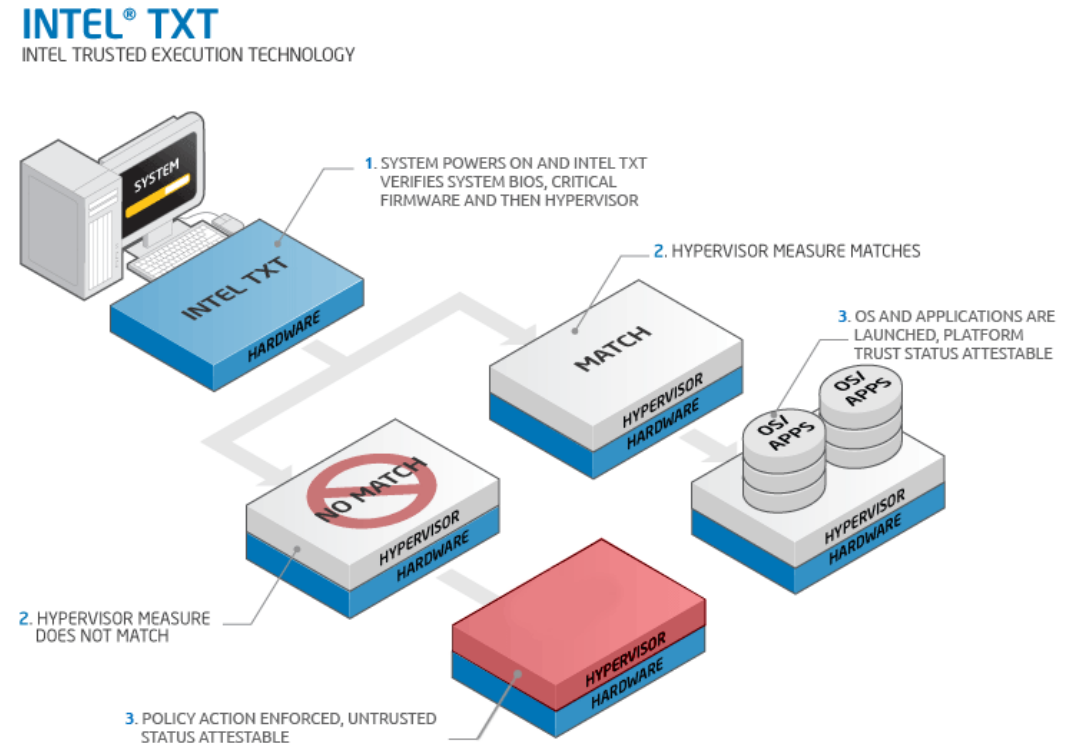 INTEL® TXT
INTEL TRUSTED EXECUTION TECHNOLOGY
SYSTEM
INTEL TXT
HARDWARE
1. SYSTEM POWERS ON AND INTEL TXT
VERIFIES SYSTEM BIOS, CRITICAL
FIRMWARE AND THEN HYPERVISOR
2. HYPERVISOR MEASURE MATCHES
MATCH
HYPERVISOR
HARDWARE
3. OS AND APPLICATIONS ARE
LAUNCHED, PLATFORM
TRUST STATUS ATTESTABLE
OS/
APPS
OS/
APPS
HYPERVISOR
HARDWARE
NO MATCH
HYPERVISOR
HARDWARE
2. HYPERVISOR MEASURE
DOES NOT MATCH
HYPERVISOR
HARDWARE
3. POLICY ACTION ENFORCED, UNTRUSTED
STATUS ATTESTABLE